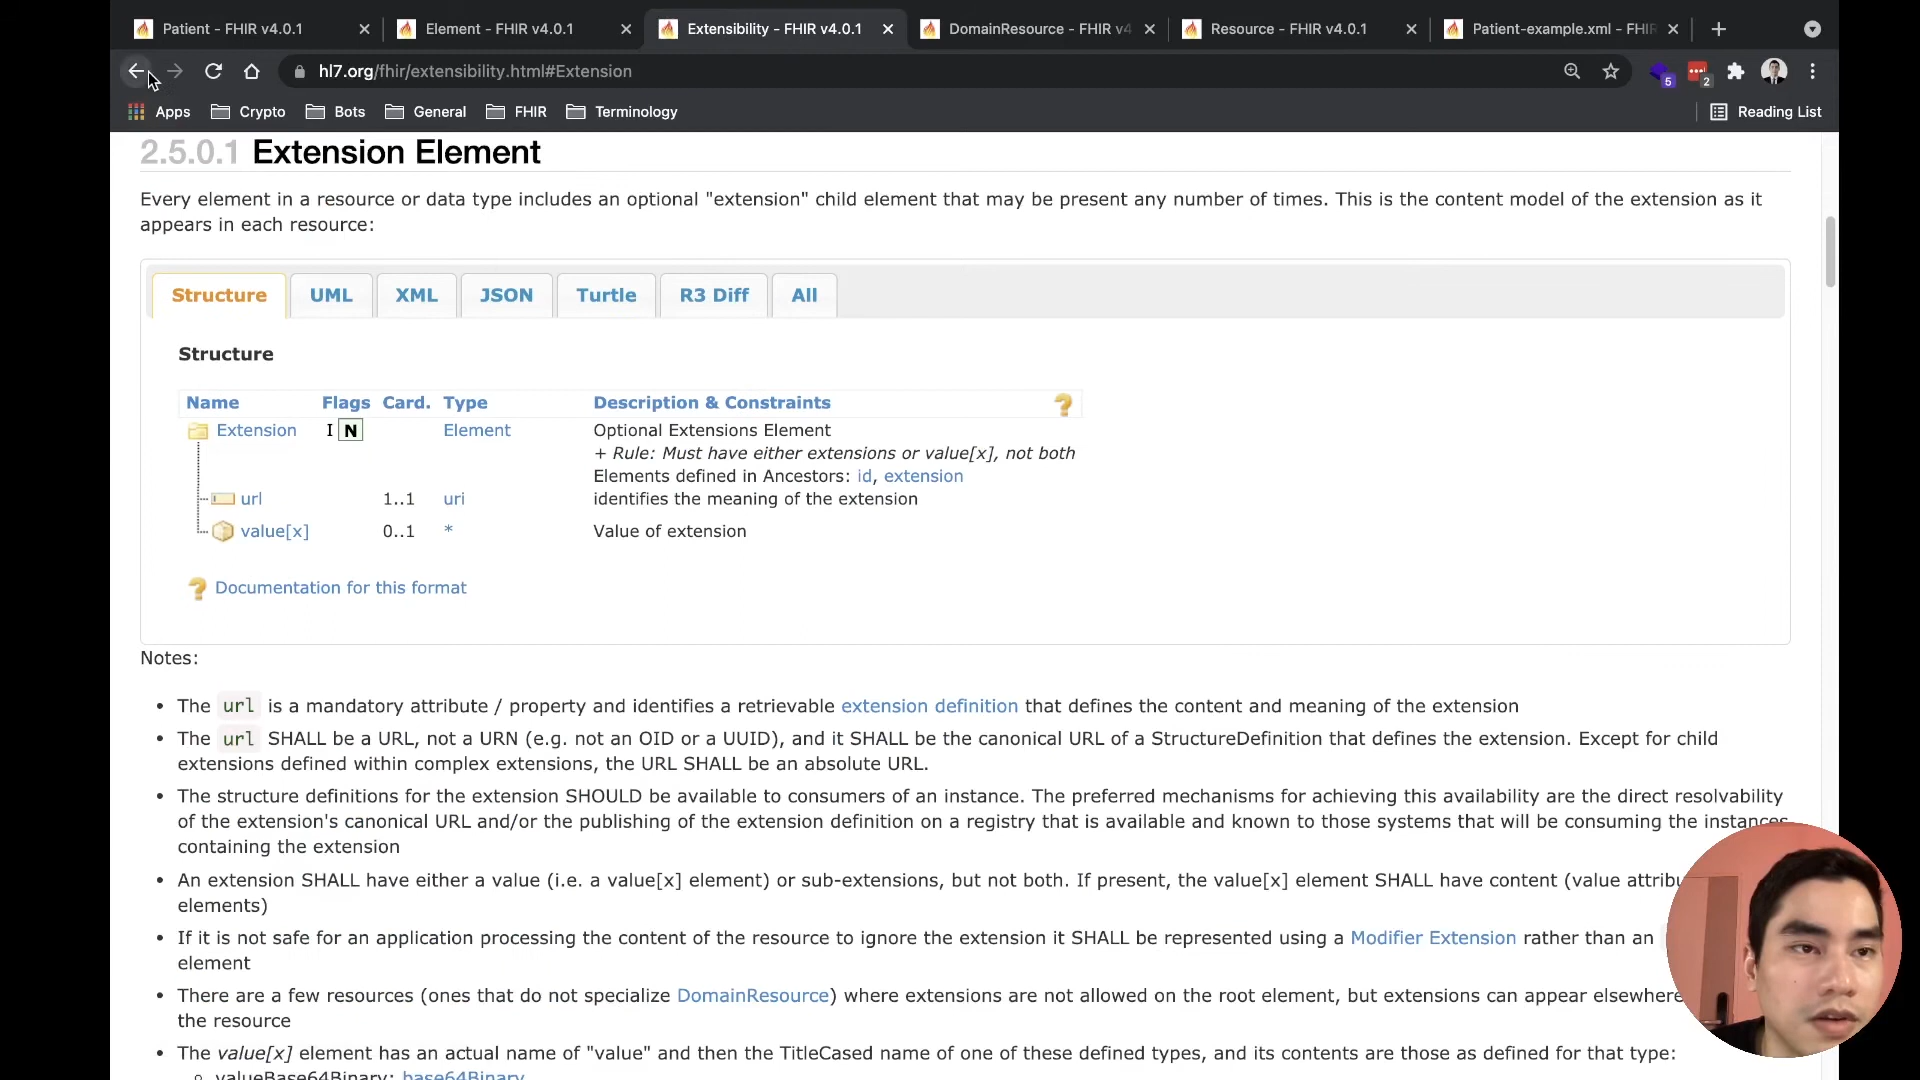 Patient - FHIR v4.0.1
Element - FHIR v4.0.1
Extensibility - FHIR v4.0.1
DomainResource - FHIR v4
Resource - FHIR v4.0.1
Patient-example.xml - FHIR
hl7.org/fhir/extensibility.html#Extension
5
2
Apps
Crypto
Bots
General
FHIR
Terminology
Reading List
2.5.0.1 Extension Element
Every element in a resource or data type includes an optional "extension" child element that may be present any number of times. This is the content model of the extension as it
appears in each resource:
Structure
UML
XML
JSON
Turtle
R3 Diff
All
Structure
Name Flags Card. Type Description & Constraints
Extension I N Element Optional Extensions Element
+ Rule: Must have either extensions or value[x], not both
Elements defined in Ancestors: id, extension
url 1..1 uri identifies the meaning of the extension
value[x] 0..1 * Value of extension
Documentation for this format
Notes:
• The url is a mandatory attribute / property and identifies a retrievable extension definition that defines the content and meaning of the extension
• The url SHALL be a URL, not a URN (e.g. not an OID or a UUID), and it SHALL be the canonical URL of a StructureDefinition that defines the extension. Except for child
extensions defined within complex extensions, the URL SHALL be an absolute URL.
• The structure definitions for the extension SHOULD be available to consumers of an instance. The preferred mechanisms for achieving this availability are the direct resolvability
of the extension's canonical URL and/or the publishing of the extension definition on a registry that is available and known to those systems that will be consuming the instances
containing the extension
• An extension SHALL have either a value (i.e. a value[x] element) or sub-extensions, but not both. If present, the value[x] element SHALL have content (value attribu
elements)
• If it is not safe for an application processing the content of the resource to ignore the extension it SHALL be represented using a Modifier Extension rather than an
element
• There are a few resources (ones that do not specialize DomainResource) where extensions are not allowed on the root element, but extensions can appear elsewhere
the resource
• The value[x] element has an actual name of "value" and then the TitleCased name of one of these defined types, and its contents are those as defined for that type:
valueBase64Binary: base64Binary